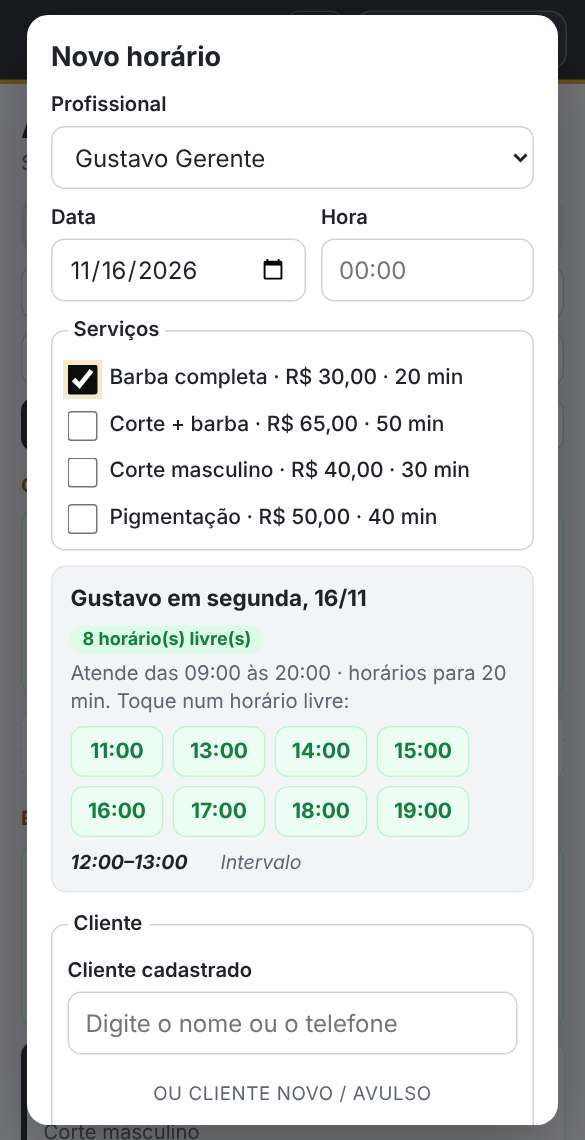 Novo horário
Profissional
Gustavo Gerente
Data
Hora
11/16/2026
00:00
Serviços
Barba completa · R$ 30,00 · 20 min
Corte + barba · R$ 65,00 · 50 min
Corte masculino · R$ 40,00 · 30 min
Pigmentação · R$ 50,00 · 40 min
Gustavo em segunda, 16/11
8 horário(s) livre(s)
Atende das 09:00 às 20:00 · horários para 20
min. Toque num horário livre:
11:00 13:00 14:00 15:00
16:00 17:00 18:00 19:00
12:00–13:00 Intervalo
Cliente
Cliente cadastrado
Digite o nome ou o telefone
OU CLIENTE NOVO / AVULSO
Corte masculino